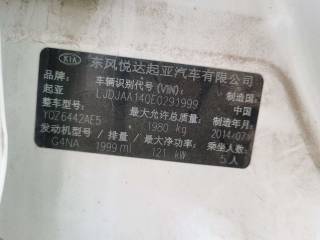 KIA 东风悦达起亚汽车有限公司
品牌: 车辆识别代号(VIN): 制造国:
起亚 LJDJAA140E0291999 中国
整车型号: 最大允许总质量: 制造年月:
YQZ6442AE5 1980 kg 2014-07
发动机型号/排量/最大净功率: 乘坐人数:
G4NA 1999 ml 121 kW 5人